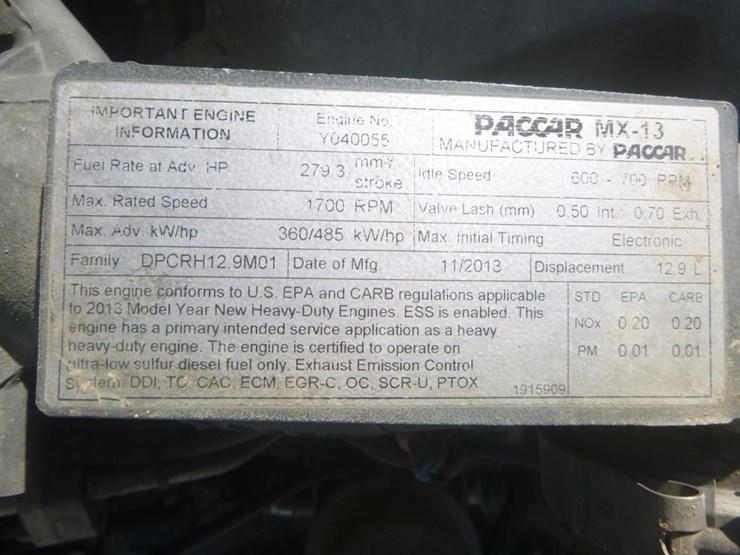 IMPORTANT ENGINE INFORMATION
Engine No. Y040055
PACCAR MX-13
MANUFACTURED BY PACCAR
Fuel Rate at Adv HP 279.3 mm³/stroke
Idle Speed 600 - 700 RPM
Max. Rated Speed 1700 RPM
Valve Lash (mm) 0.50 Int. 0.70 Exh.
Max. Adv. kW/hp 360/485 kW/hp
Max. Initial Timing Electronic
Family DPCRH12.9M01
Date of Mfg. 11/2013
Displacement 12.9 L
This engine conforms to U.S. EPA and CARB regulations applicable
to 2013 Model Year New Heavy-Duty Engines. ESS is enabled. This
engine has a primary intended service application as a heavy
heavy-duty engine. The engine is certified to operate on
ultra-low sulfur diesel fuel only. Exhaust Emission Control
System: DDI, TC, CAC, ECM, EGR-C, OC, SCR-U, PTOX
1915909
STD EPA CARB
NOx 0.20 0.20
PM 0.01 0.01